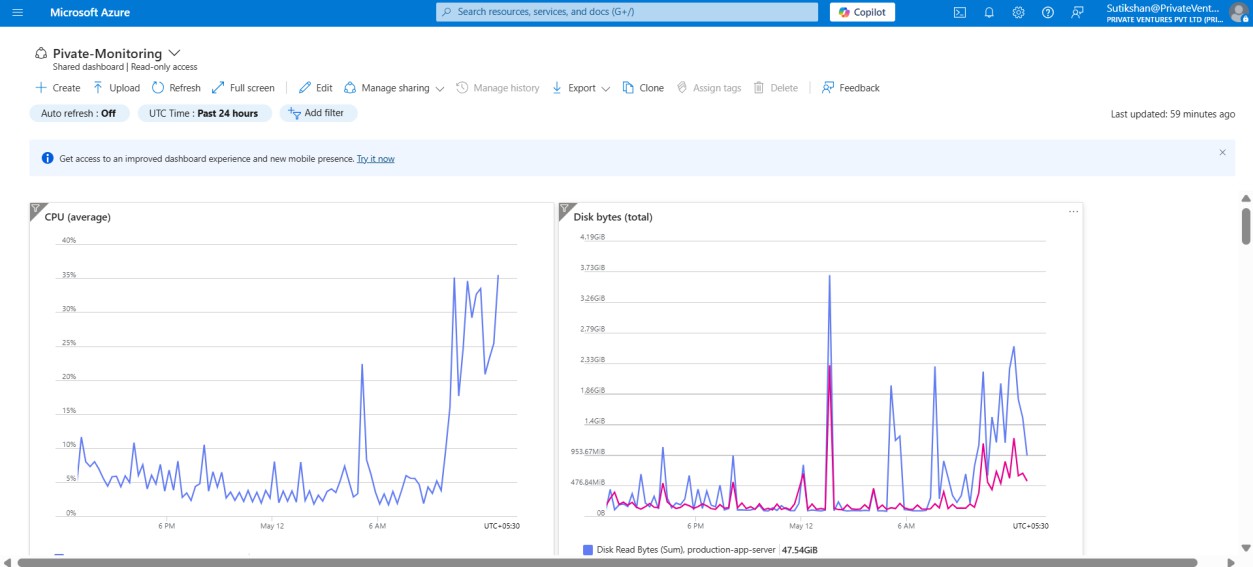 Microsoft Azure
Search resources, services, and docs (G+/)
Copilot
Sutikshan@PrivateVent...
PRIVATE VENTURES PVT LTD (PRI...
Pivate-Monitoring
Shared dashboard | Read-only access
Create Upload Refresh Full screen Edit Manage sharing Manage history Export Clone Assign tags Delete Feedback
Auto refresh : Off UTC Time : Past 24 hours Add filter
Last updated: 59 minutes ago
Get access to an improved dashboard experience and new mobile presence. Try it now
CPU (average)
40%
35%
30%
25%
20%
15%
10%
5%
0%
6 PM May 12 6 AM UTC+05:30
Disk bytes (total)
4.19GiB
3.73GiB
3.26GiB
2.79GiB
2.33GiB
1.86GiB
1.4GiB
953.67MiB
476.84MiB
0B
6 PM May 12 6 AM UTC+05:30
Disk Read Bytes (Sum), production-app-server 47.54GiB